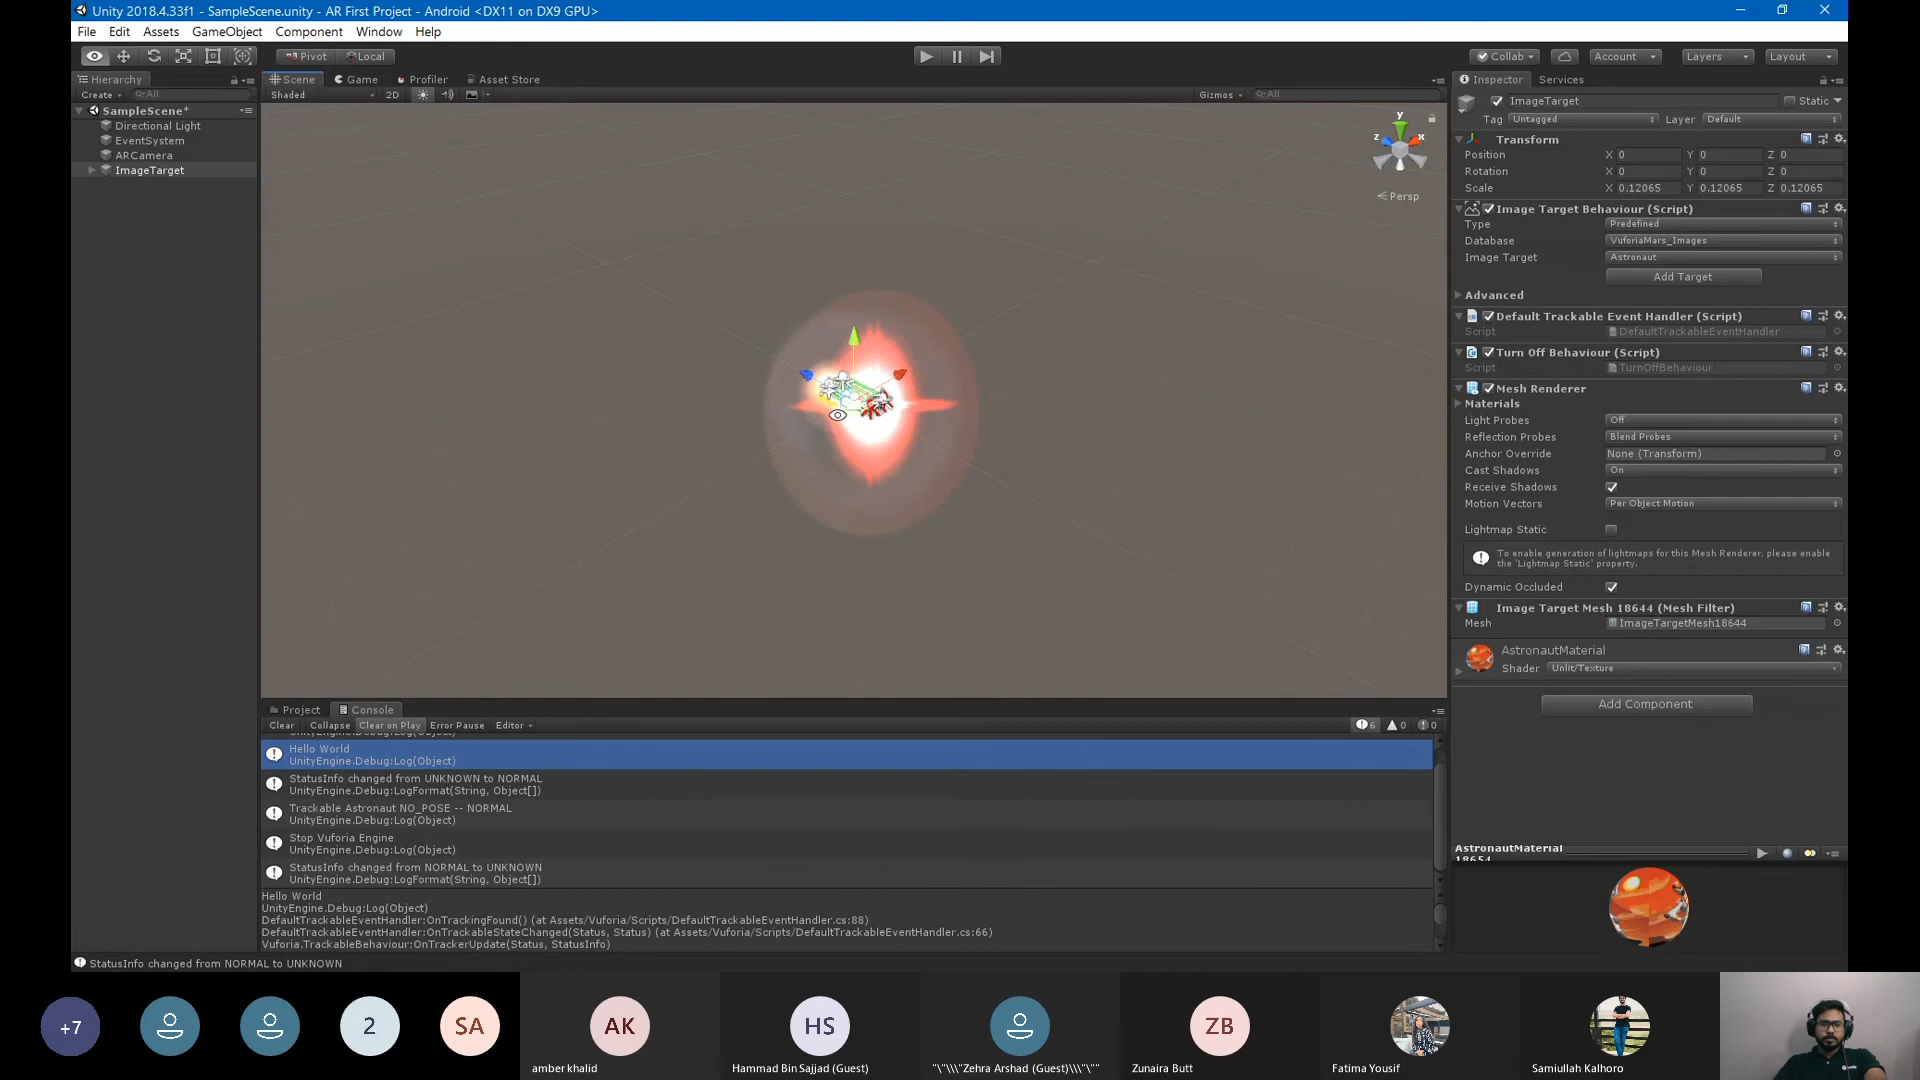 Unity 2018.4.33f1 - SampleScene.unity - AR First Project - Android <DX11 on DX9 GPU>
File Edit Assets GameObject Component Window Help
Pivot Local
Collab Account Layers Layout
Hierarchy
Create All
SampleScene*
Directional Light
EventSystem
ARCamera
ImageTarget
Scene Game Profiler Asset Store
Shaded 2D Gizmos All
y
z x
Persp
Inspector Services
ImageTarget Static
Tag Untagged Layer Default
Transform
Position X 0 Y 0 Z 0
Rotation X 0 Y 0 Z 0
Scale X 0.12065 Y 0.12065 Z 0.12065
Image Target Behaviour (Script)
Type Predefined
Database VuforiaMars_Images
Image Target Astronaut
Add Target
Advanced
Default Trackable Event Handler (Script)
Script DefaultTrackableEventHandler
Turn Off Behaviour (Script)
Script TurnOffBehaviour
Mesh Renderer
Materials
Light Probes Off
Reflection Probes Blend Probes
Anchor Override None (Transform)
Cast Shadows On
Receive Shadows
Motion Vectors Per Object Motion
Lightmap Static
To enable generation of lightmaps for this Mesh Renderer, please enable
the 'Lightmap Static' property.
Dynamic Occluded
Image Target Mesh 18644 (Mesh Filter)
Mesh ImageTargetMesh18644
AstronautMaterial
Shader Unlit/Texture
Add Component
AstronautMaterial
18654
Project Console
Clear Collapse Clear on Play Error Pause Editor 6 0 0
UnityEngine.Debug:Log(Object)
Hello World
UnityEngine.Debug:Log(Object)
StatusInfo changed from UNKNOWN to NORMAL
UnityEngine.Debug:LogFormat(String, Object[])
Trackable Astronaut NO_POSE -- NORMAL
UnityEngine.Debug:Log(Object)
Stop Vuforia Engine
UnityEngine.Debug:Log(Object)
StatusInfo changed from NORMAL to UNKNOWN
UnityEngine.Debug:LogFormat(String, Object[])
Hello World
UnityEngine.Debug:Log(Object)
DefaultTrackableEventHandler:OnTrackingFound() (at Assets/Vuforia/Scripts/DefaultTrackableEventHandler.cs:88)
DefaultTrackableEventHandler:OnTrackableStateChanged(Status, Status) (at Assets/Vuforia/Scripts/DefaultTrackableEventHandler.cs:66)
Vuforia.TrackableBehaviour:OnTrackerUpdate(Status, StatusInfo)
StatusInfo changed from NORMAL to UNKNOWN
+7 2 SA AK HS ZB
amber khalid
Hammad Bin Sajjad (Guest)
"\"\\\"Zehra Arshad (Guest)\\\"\""
Zunaira Butt
Fatima Yousif
Samiullah Kalhoro